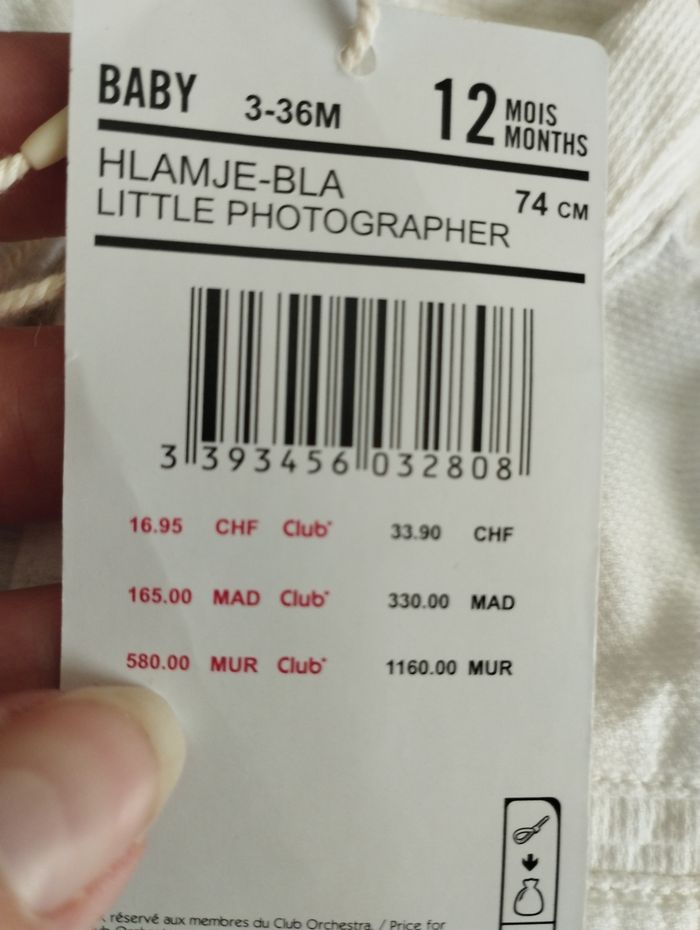 BABY 3-36M 12 MOIS MONTHS
HLAMJE-BLA 74 CM
LITTLE PHOTOGRAPHER
3 393456 032808
16.95 CHF Club* 33.90 CHF
165.00 MAD Club* 330.00 MAD
580.00 MUR Club* 1160.00 MUR
réservé aux membres du Club Orchestra. / Price for